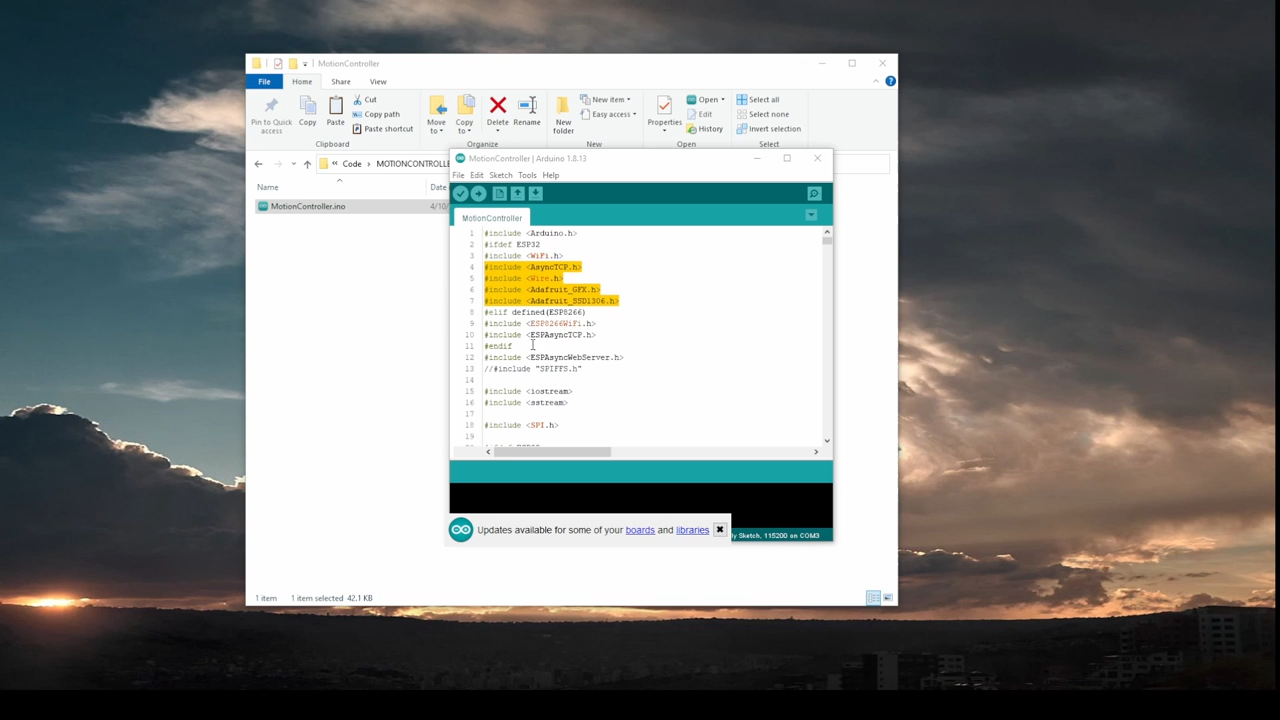 MotionController
File Home Share View
Pin to Quick access
Copy
Paste
Cut
Copy path
Paste shortcut
Clipboard
Move to
Copy to
Delete
Rename
Organize
New folder
New item
Easy access
New
Properties
Open
Edit
History
Open
Select all
Select none
Invert selection
Select
Code MOTIONCONTROLLE
Name
Date
MotionController.ino
4/10/
MotionController | Arduino 1.8.13
File Edit Sketch Tools Help
MotionController
1 #include <Arduino.h>
2 #ifdef ESP32
3 #include <WiFi.h>
4 #include <AsyncTCP.h>
5 #include <Wire.h>
6 #include <Adafruit_GFX.h>
7 #include <Adafruit_SSD1306.h>
8 #elif defined(ESP8266)
9 #include <ESP8266WiFi.h>
10 #include <ESPAsyncTCP.h>
11 #endif
12 #include <ESPAsyncWebServer.h>
13 //#include "SPIFFS.h"
14
15 #include <iostream>
16 #include <sstream>
17
18 #include <SPI.h>
19
Updates available for some of your boards and libraries
ly Sketch, 115200 on COM3
1 item 1 item selected 42,1 KB